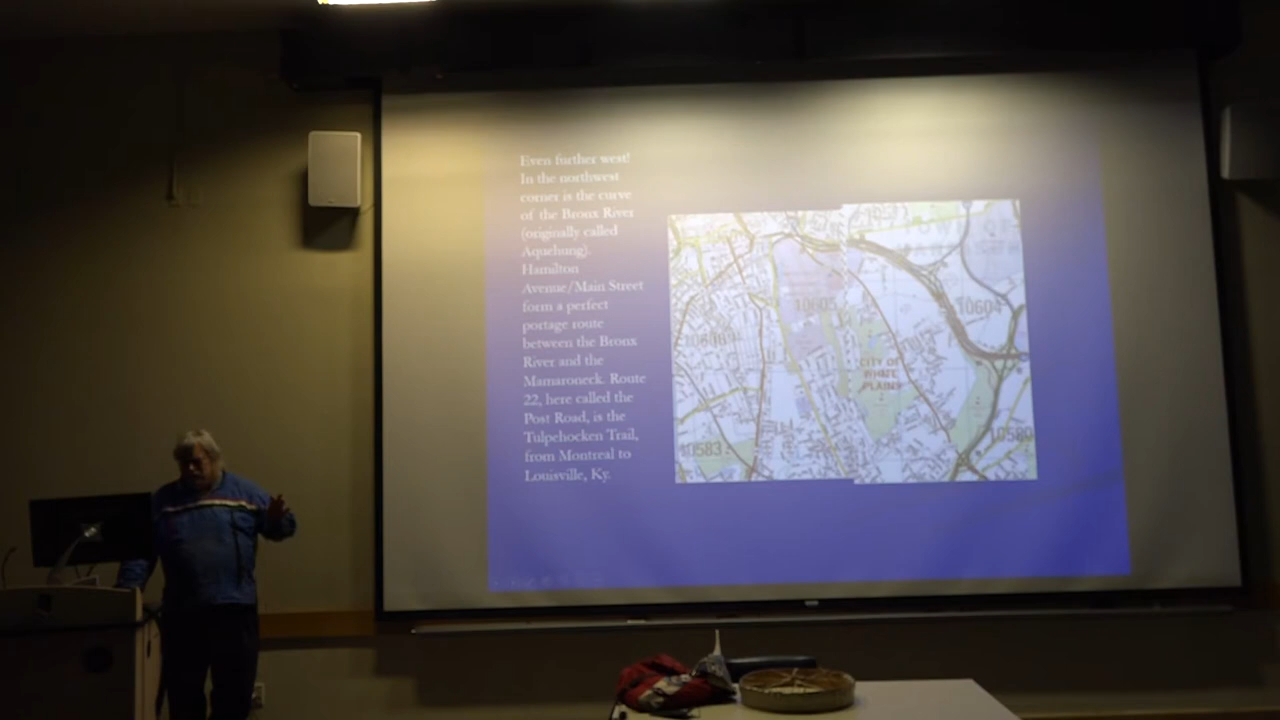 Even further west!
In the northwest
corner is the curve
of the Bronx River
(originally called
Aquehung).
Hamilton
Avenue/Main Street
form a perfect
portage route
between the Bronx
River and the
Mamaroneck. Route
22, here called the
Post Road, is the
Tulpehocken Trail,
from Montreal to
Louisville, Ky.
10605
10604
CITY OF
WHITE
PLAINS
10583
10580